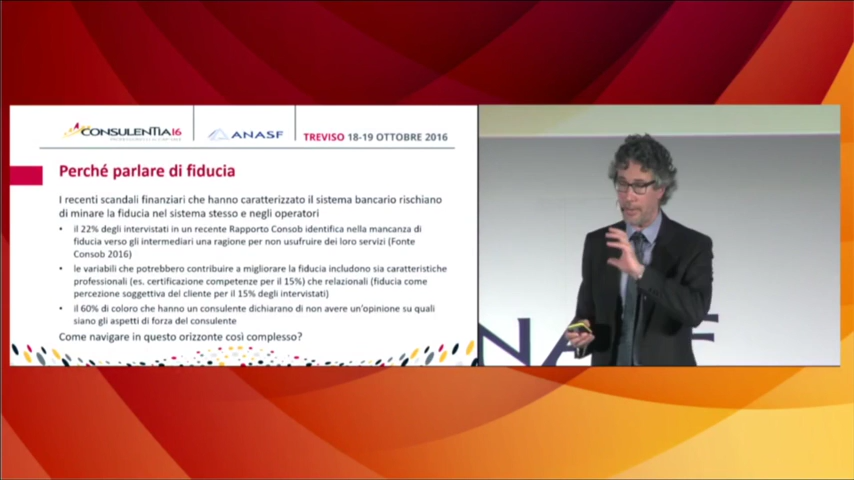 CONSULENTIA16
ANASF
TREVISO 18-19 OTTOBRE 2016
Perché parlare di fiducia
I recenti scandali finanziari che hanno caratterizzato il sistema bancario rischiano
di minare la fiducia nel sistema stesso e negli operatori
• il 22% degli intervistati in un recente Rapporto Consob identifica nella mancanza di
fiducia verso gli intermediari una ragione per non usufruire dei loro servizi (Fonte
Consob 2016)
• le variabili che potrebbero contribuire a migliorare la fiducia includono sia caratteristiche
professionali (es. certificazione competenze per il 15%) che relazionali (fiducia come
percezione soggettiva del cliente per il 15% degli intervistati)
• il 60% di coloro che hanno un consulente dichiarano di non avere un'opinione su quali
siano gli aspetti di forza del consulente
Come navigare in questo orizzonte così complesso?
NA F